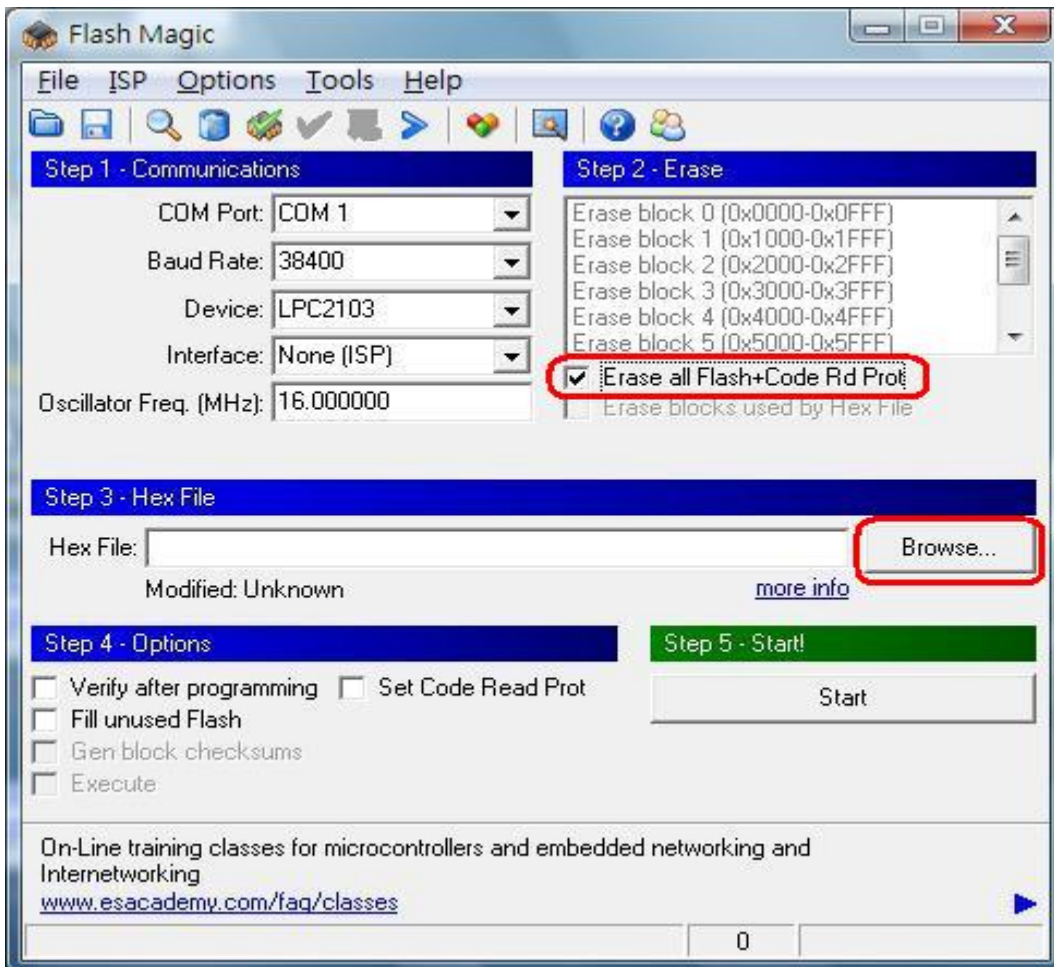 Flash Magic
File ISP Options Tools Help
Step 1 - Communications
COM Port: COM 1
Baud Rate: 38400
Device: LPC2103
Interface: None (ISP)
Oscillator Freq. (MHz): 16.000000
Step 2 - Erase
Erase block 0 (0x0000-0x0FFF)
Erase block 1 (0x1000-0x1FFF)
Erase block 2 (0x2000-0x2FFF)
Erase block 3 (0x3000-0x3FFF)
Erase block 4 (0x4000-0x4FFF)
Erase block 5 (0x5000-0x5FFF)
Erase all Flash+Code Rd Prot
Erase blocks used by Hex File
Step 3 - Hex File
Hex File:
Browse...
Modified: Unknown
more info
Step 4 - Options
Verify after programming
Set Code Read Prot
Fill unused Flash
Gen block checksums
Execute
Step 5 - Start!
Start
On-Line training classes for microcontrollers and embedded networking and
Internetworking
www.esacademy.com/faq/classes
0